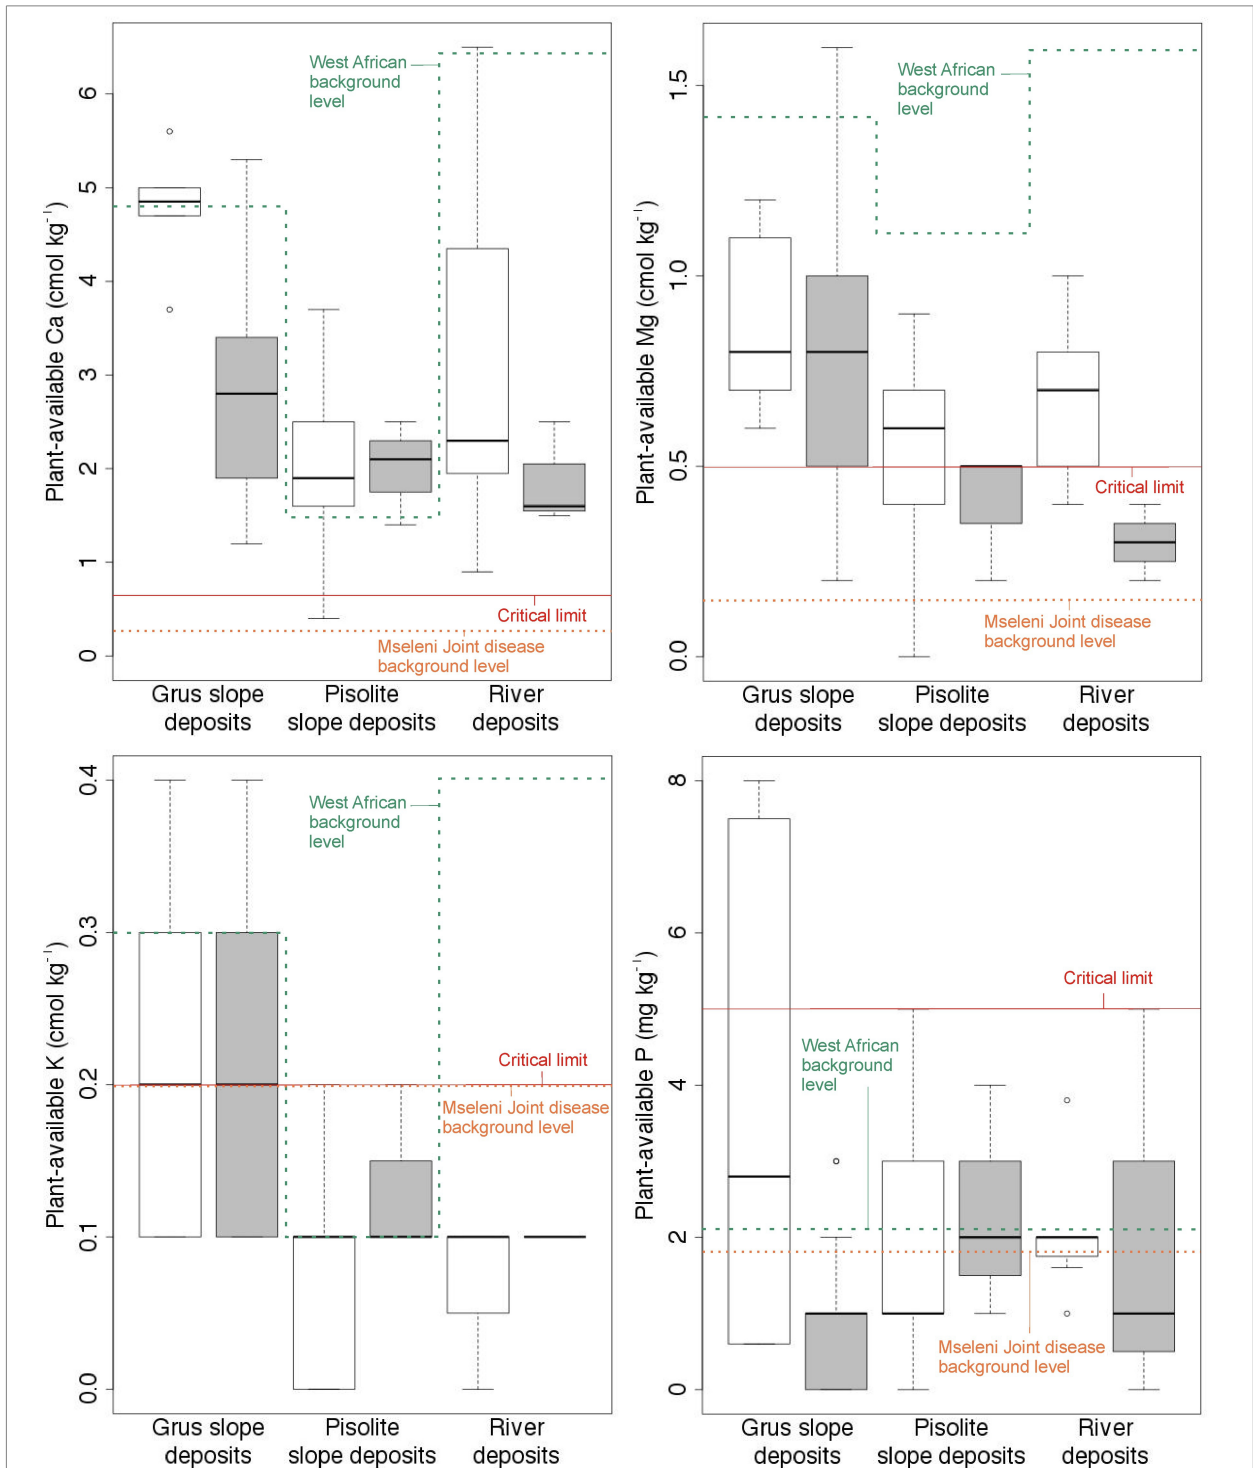 Plant-available Ca (cmol kg⁻¹)
6
5
4
3
2
1
0
West African
background
level
Critical limit
Mseleni Joint disease
background level
Grus slope
deposits
Pisolite
slope deposits
River
deposits
Plant-available Mg (cmol kg⁻¹)
1.5
1.0
0.5
0.0
West African
background
level
Critical limit
Mseleni Joint disease
background level
Grus slope
deposits
Pisolite
slope deposits
River
deposits
Plant-available K (cmol kg⁻¹)
0.4
0.3
0.2
0.1
0.0
West African
background
level
Critical limit
Mseleni Joint disease
background level
Grus slope
deposits
Pisolite
slope deposits
River
deposits
Plant-available P (mg kg⁻¹)
8
6
4
2
0
Critical limit
West African
background
level
Mseleni Joint disease
background level
Grus slope
deposits
Pisolite
slope deposits
River
deposits